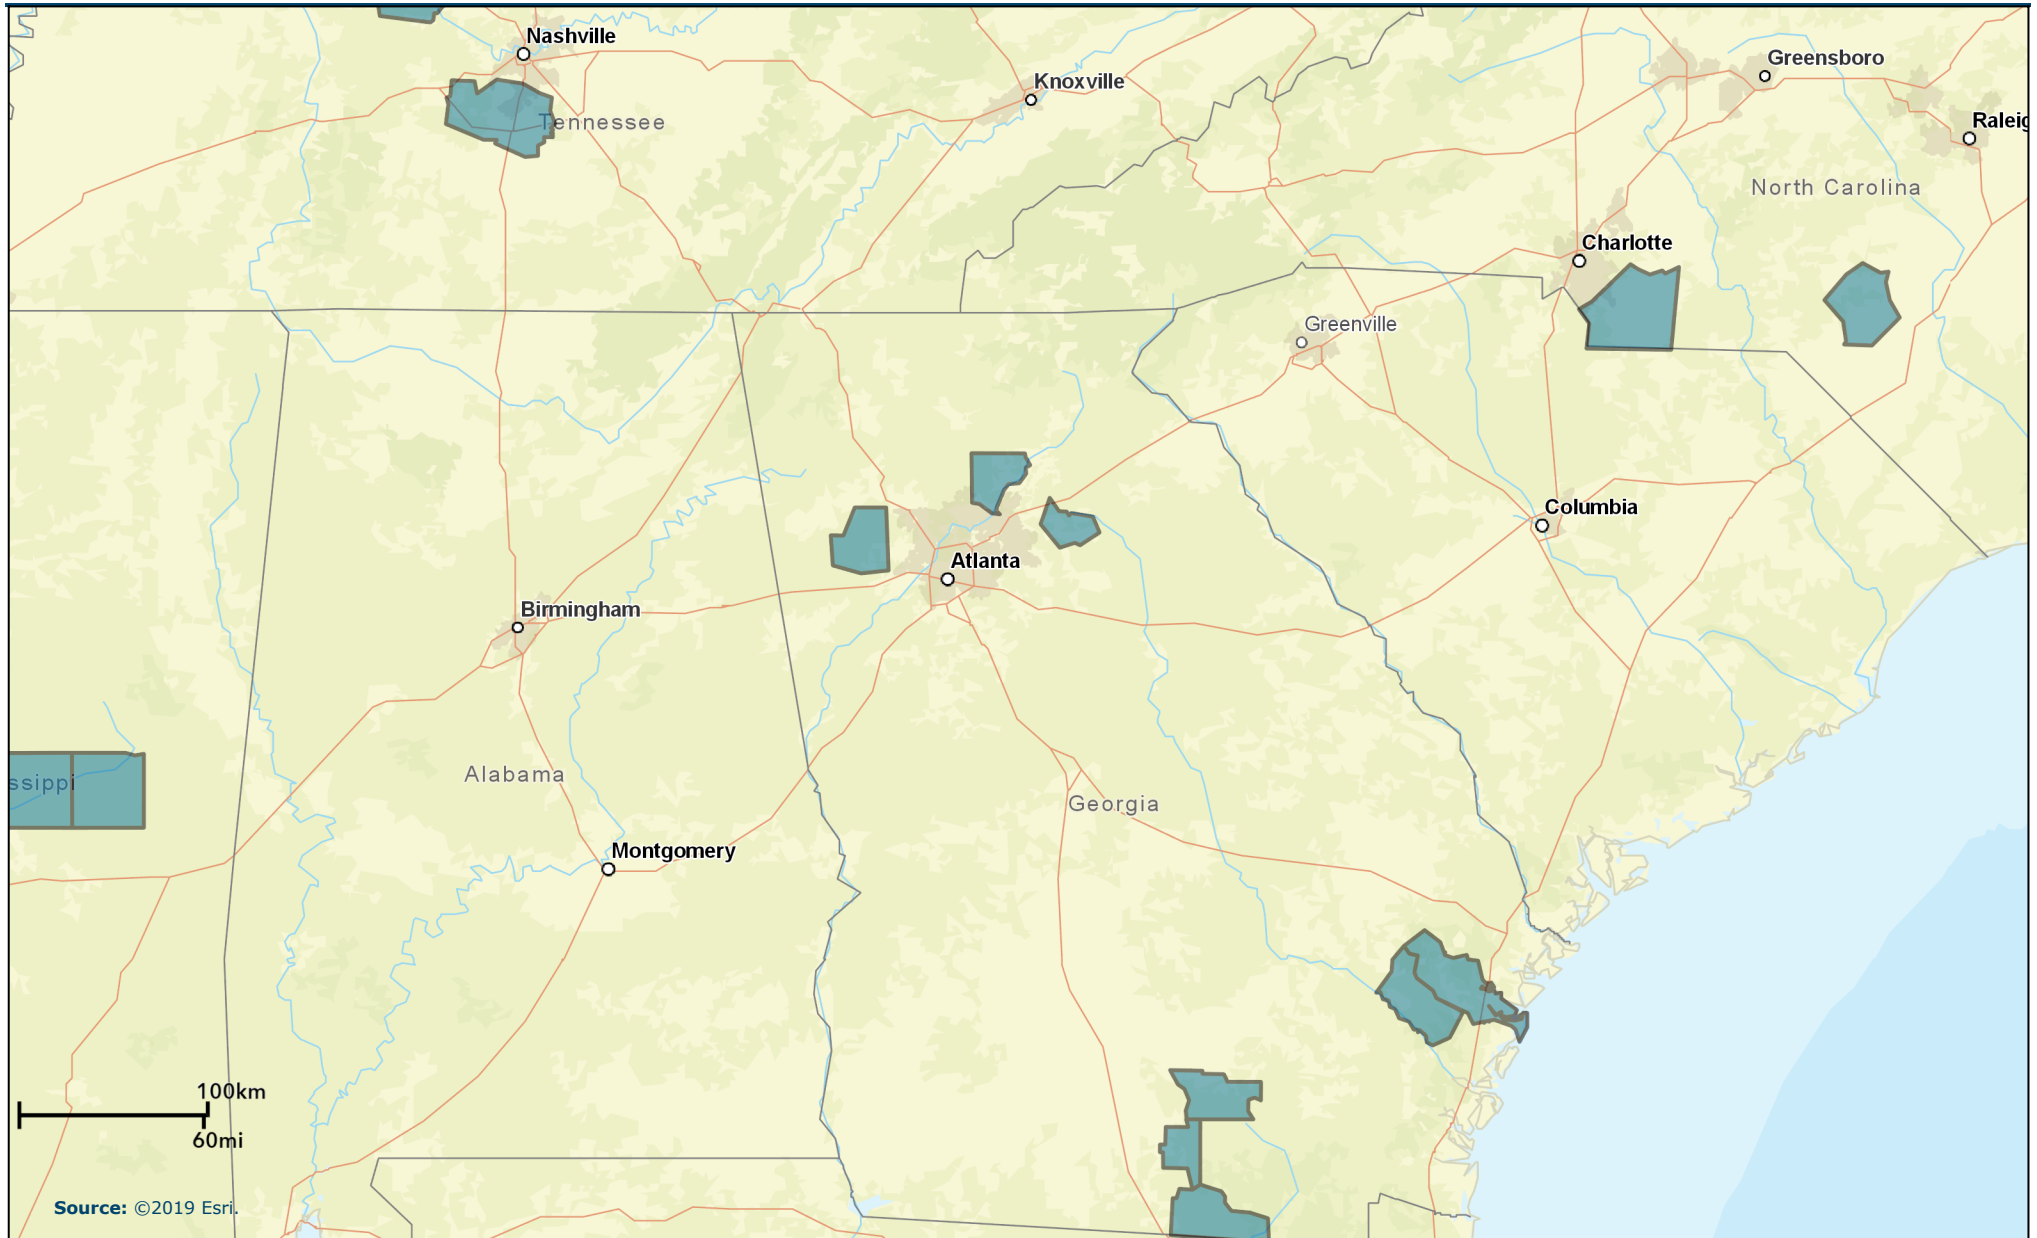 Nashville
Greensboro
Knoxville
Raleig
Tennessee
North Carolina
Charlotte
Greenville
Columbia
Atlanta
Birmingham
ssippi
Alabama
Georgia
Montgomery
100km
60mi
Source: ©2019 Esri.